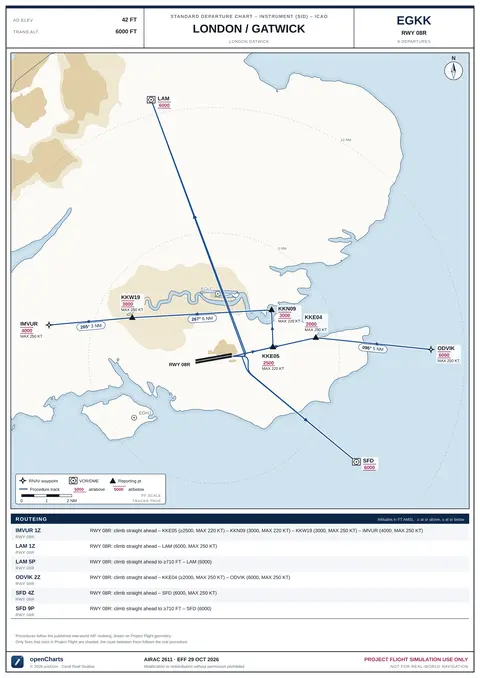 AD ELEV 42 FT
TRANS ALT 6000 FT
STANDARD DEPARTURE CHART – INSTRUMENT (SID) – ICAO
LONDON / GATWICK
LONDON GATWICK
EGKK
RWY 08R
6 DEPARTURES
N
LAM
6000
10 NM
5 NM
KKW19
3000
MAX 250 KT
KKN09
3000
MAX 220 KT
KKE04
2000
MAX 250 KT
IMVUR
4000
MAX 250 KT
265° 3 NM
267° 6 NM
096° 5 NM
ODVIK
6000
MAX 250 KT
KKE05
2500
MAX 220 KT
RWY 08R
SFD
6000
RNAV waypoint
VOR/DME
Reporting pt
Procedure track
5000 at/above
5000 at/below
0 1 2 NM
PF SCALE
ROUTEING
Altitudes in FT AMSL
IMVUR 1Z RWY 08R: climb straight ahead – KKE05 (≥2500, MAX 220 KT) – KKN09 (3000, MAX 220 KT) – KKW19 (3000, MAX 250 KT) – IMVUR (4000, MAX 250 KT)
RWY 08R
LAM 1Z RWY 08R: climb straight ahead – LAM (6000, MAX 250 KT)
RWY 08R
LAM 5P RWY 08R: climb straight ahead to ≥710 FT – LAM (6000)
RWY 08R
ODVIK 2Z RWY 08R: climb straight ahead – KKE04 (≥2000, MAX 250 KT) – ODVIK (6000, MAX 250 KT)
RWY 08R
SFD 4Z RWY 08R: climb straight ahead – SFD (6000, MAX 250 KT)
RWY 08R
SFD 9P RWY 08R: climb straight ahead to ≥710 FT – SFD (6000)
RWY 08R
openCharts
AIRAC 2611 · EFF 29 OCT 2026
PROJECT FLIGHT SIMULATION USE ONLY
NOT FOR REAL-WORLD NAVIGATION